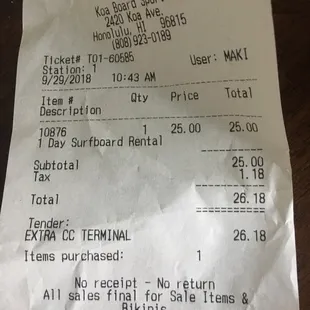 Koa Board Sport
2420 Koa Ave.
Honolulu, HI 96815
(808)923-0189
Ticket# T01-60685 User: MAKI
Station: 1
9/29/2018 10:43 AM
Item # Qty Price Total
Description
10876 1 25.00 25.00
1 Day Surfboard Rental
Subtotal 25.00
Tax 1.18
Total 26.18
Tender:
EXTRA CC TERMINAL 26.18
Items purchased: 1
No receipt - No return
All sales final for Sale Items &
Bikinis